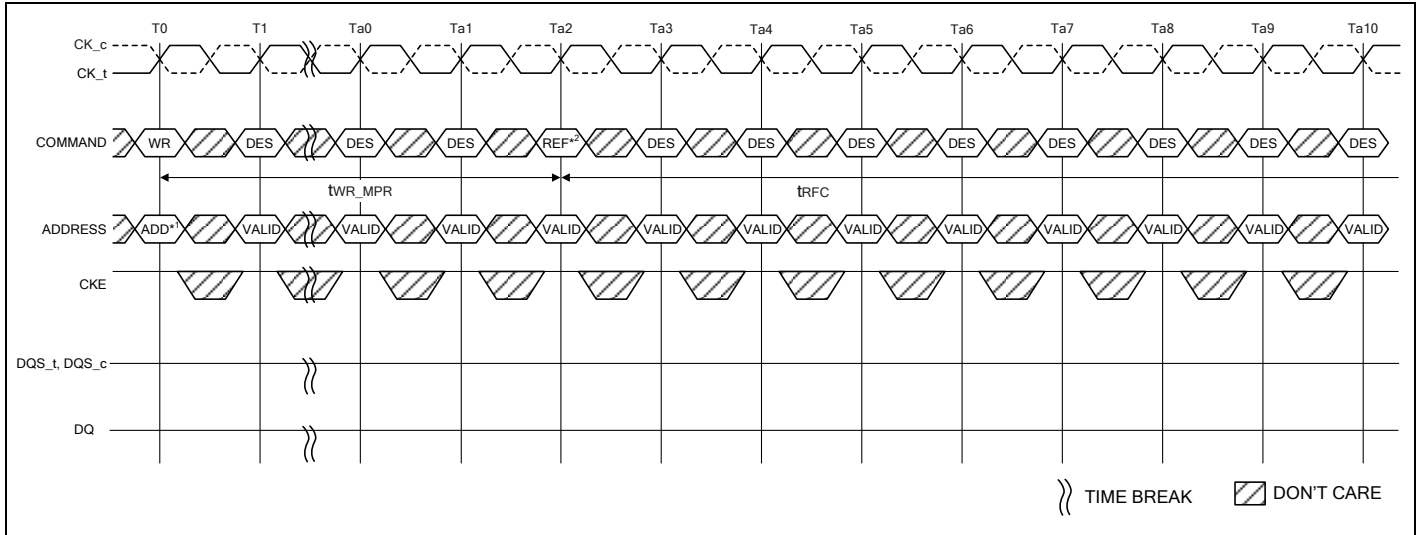 T0 T1 Ta0 Ta1 Ta2 Ta3 Ta4 Ta5 Ta6 Ta7 Ta8 Ta9 Ta10
CK_c
CK_t
COMMAND WR DES DES DES REF*2 DES DES DES DES DES DES DES DES
tWR_MPR tRFC
ADDRESS ADD*1 VALID VALID VALID VALID VALID VALID VALID VALID VALID VALID VALID VALID
CKE
DQS_t, DQS_c
DQ
TIME BREAK DON'T CARE